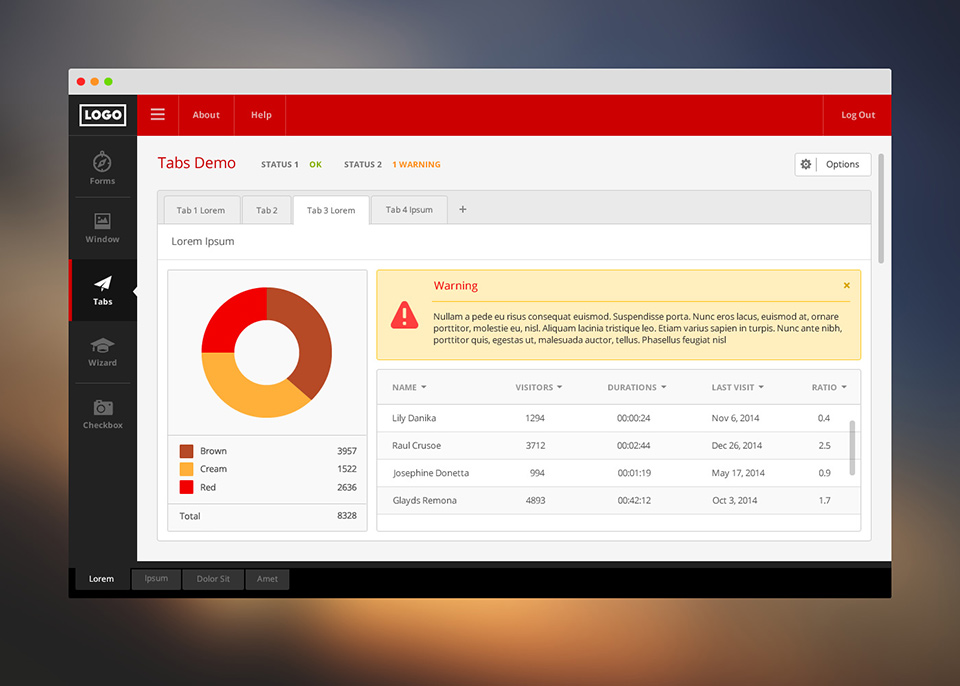 LOGO
About
Help
Log Out
Forms
Window
Tabs
Wizard
Checkbox
Tabs Demo
STATUS 1 OK
STATUS 2 1 WARNING
Options
Tab 1 Lorem
Tab 2
Tab 3 Lorem
Tab 4 Ipsum
+
Lorem Ipsum
Brown 3957
Cream 1522
Red 2636
Total 8328
Warning
×
Nullam a pede eu risus consequat euismod. Suspendisse porta. Nunc eros lacus, euismod at, ornare
porttitor, molestie eu, nisl. Aliquam lacinia tristique leo. Etiam varius sapien in turpis. Nunc ante nibh,
porttitor quis, egestas ut, malesuada auctor, tellus. Phasellus feugiat nisl
NAME VISITORS DURATIONS LAST VISIT RATIO
Lily Danika 1294 00:00:24 Nov 6, 2014 0.4
Raul Crusoe 3712 00:02:44 Dec 26, 2014 2.5
Josephine Donetta 994 00:01:19 May 17, 2014 0.9
Glayds Remona 4893 00:42:12 Oct 3, 2014 1.7
Lorem
Ipsum
Dolor Sit
Amet